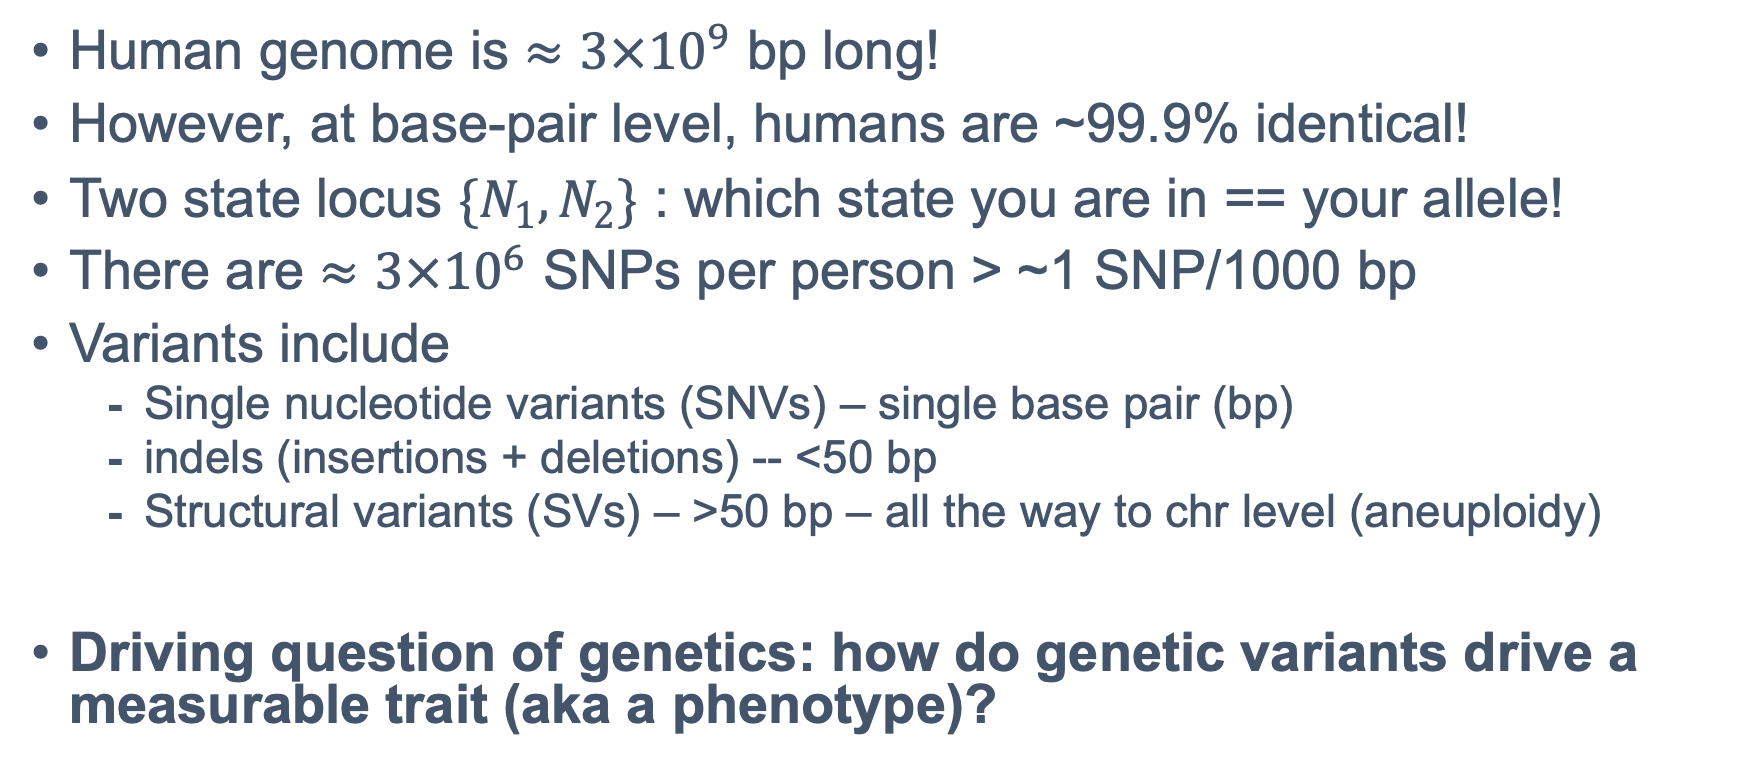 • Human genome is ≈ 3×10⁹ bp long!
• However, at base-pair level, humans are ~99.9% identical!
• Two state locus {N₁, N₂} : which state you are in == your allele!
• There are ≈ 3×10⁶ SNPs per person > ~1 SNP/1000 bp
• Variants include
- Single nucleotide variants (SNVs) – single base pair (bp)
- indels (insertions + deletions) -- <50 bp
- Structural variants (SVs) – >50 bp – all the way to chr level (aneuploidy)
• Driving question of genetics: how do genetic variants drive a
measurable trait (aka a phenotype)?